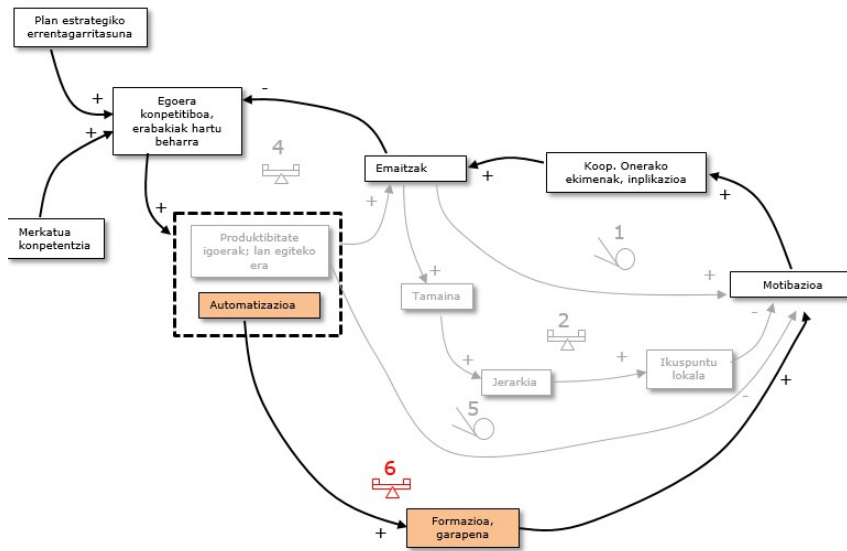 Plan estrategiko
errentagarritasuna
+
-
Egoera
konpetitiboa,
erabakiak hartu
beharra
+
4
Emaitzak
+
Koop. Onerako
ekimenak, inplikazioa
+
+
Merkatua
konpetentzia
+
Produktibitate
igoerak; lan egiteko
era
1
+
+
Motibazioa
Automatizazioa
Tamaina
2
-
+
+
Ikuspuntu
lokala
Jerarkia
+
-
5
6
+
Formazioa,
garapena